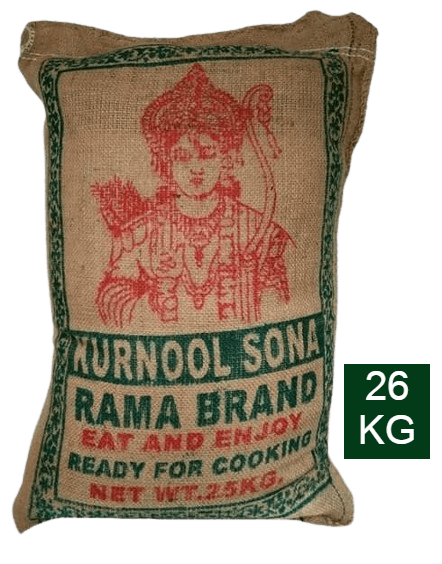 KURNOOL SONA
RAMA BRAND
EAT AND ENJOY
READY FOR COOKING
NET WT.25KG.
26
KG